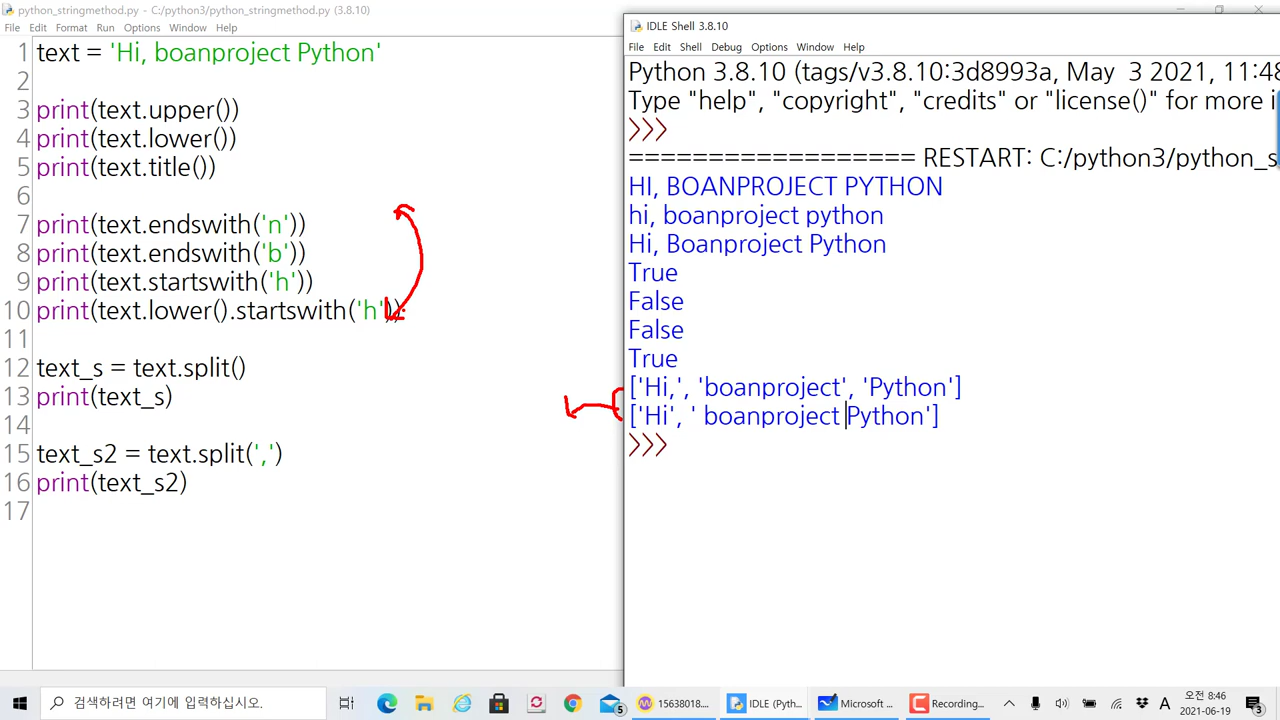 python_stringmethod.py - C:/python3/python_stringmethod.py (3.8.10)
File Edit Format Run Options Window Help
1 text = 'Hi, boanproject Python'
2
3 print(text.upper())
4 print(text.lower())
5 print(text.title())
6
7 print(text.endswith('n'))
8 print(text.endswith('b'))
9 print(text.startswith('h'))
10 print(text.lower().startswith('h'))
11
12 text_s = text.split()
13 print(text_s)
14
15 text_s2 = text.split(',')
16 print(text_s2)
17
IDLE Shell 3.8.10
File Edit Shell Debug Options Window Help
Python 3.8.10 (tags/v3.8.10:3d8993a, May 3 2021, 11:48
Type "help", "copyright", "credits" or "license()" for more i
>>>
================== RESTART: C:/python3/python_s
HI, BOANPROJECT PYTHON
hi, boanproject python
Hi, Boanproject Python
True
False
False
True
['Hi,', 'boanproject', 'Python']
['Hi', ' boanproject Python']
>>>
검색하려면 여기에 입력하십시오.
5
15638018...
IDLE (Pyth...
Microsoft ...
Recording...
A
오전 8:46
2021-06-19
3